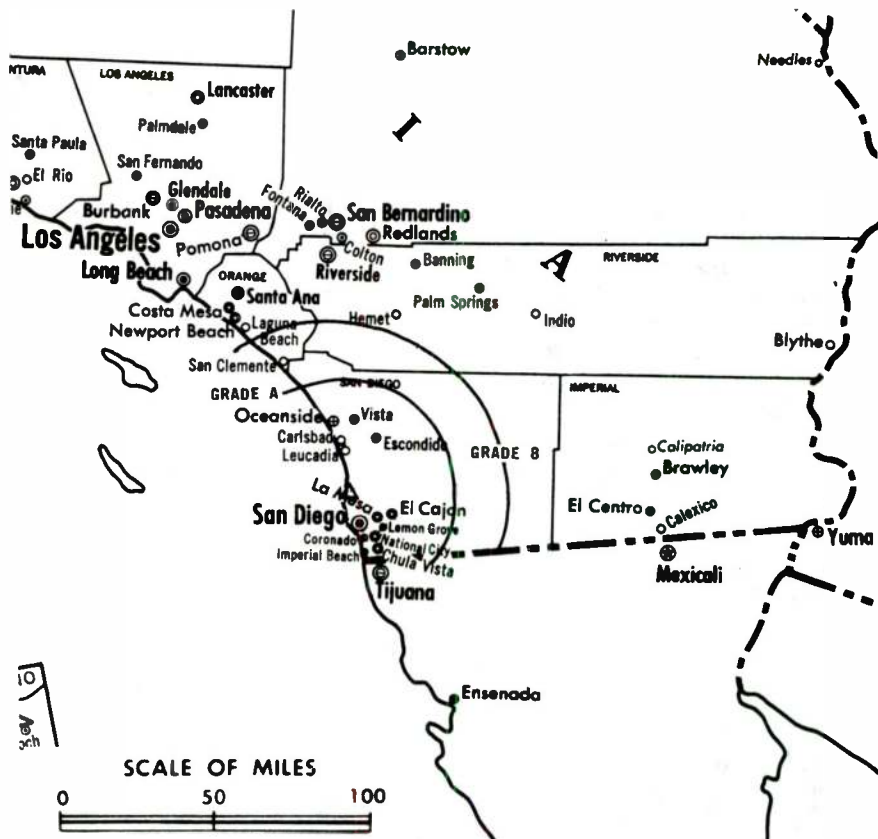 Barstow
Needles
NTURA
LOS ANGELES
Lancaster
Palmdale
Santa Paula
El Rio
San Fernando
Glendale
Burbank
Pasadena
Los Angeles
Pomona
Fontana
Rialto
San Bernardino
Redlands
Colton
Riverside
I
A
RIVERSIDE
Banning
Palm Springs
Long Beach
ORANGE
Santa Ana
Costa Mesa
Newport Beach
Laguna
Beach
Hemet
Indio
Blythe
San Clemente
GRADE A
SAN DIEGO
IMPERIAL
Oceanside
Vista
Carlsbad
Escondido
Leucadia
GRADE B
Calipatria
Brawley
La Mesa
El Cajon
San Diego
Lemon Grove
Coronado
National City
Imperial Beach
Chula Vista
Tijuana
El Centro
Calexico
Mexicali
Yuma
Ensenada
SCALE OF MILES
0 50 100